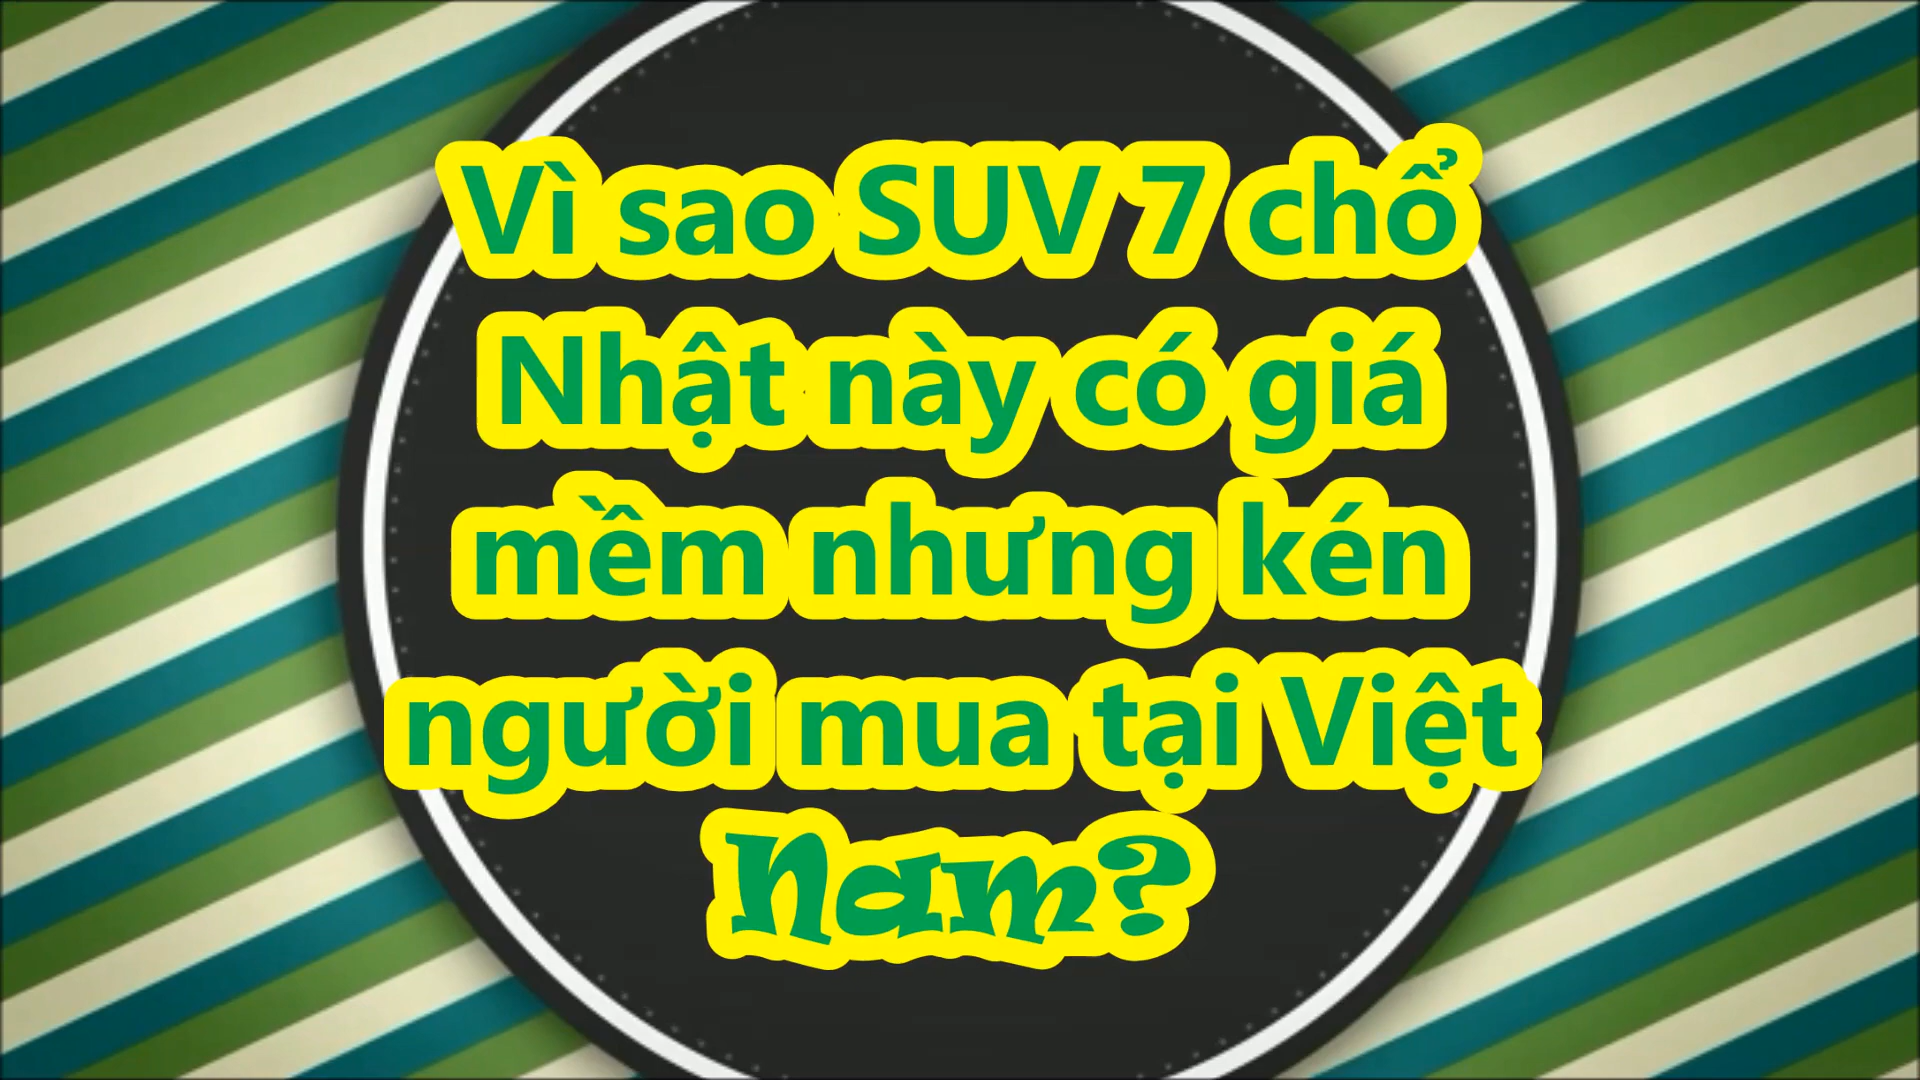 Vì sao SUV 7 chổ
Nhật này có giá
mềm nhưng kén
người mua tại Việt
Nam?